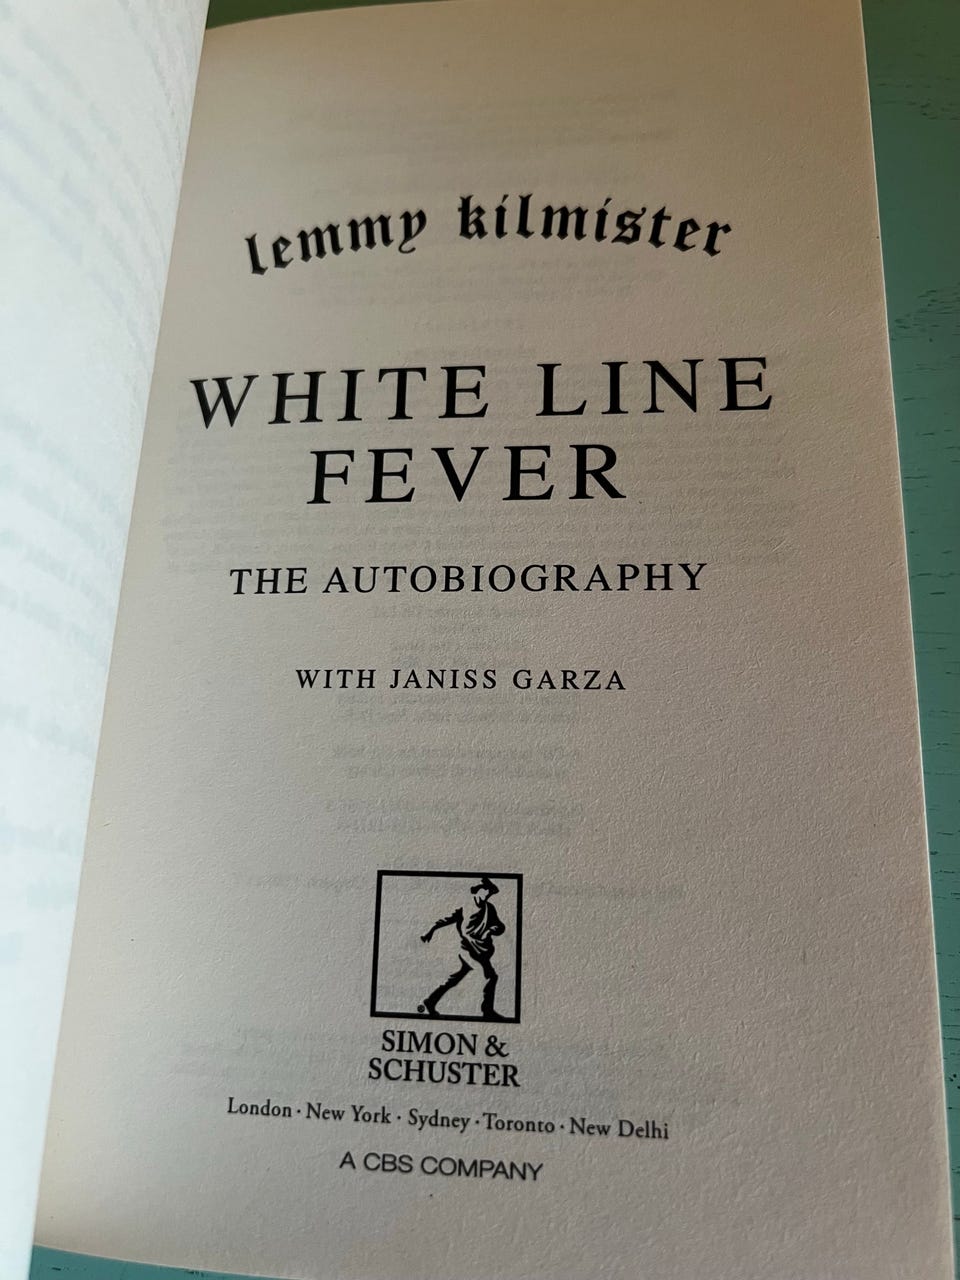 lemmy kilmister
WHITE LINE
FEVER
THE AUTOBIOGRAPHY
WITH JANISS GARZA
SIMON &
SCHUSTER
London · New York · Sydney · Toronto · New Delhi
A CBS COMPANY